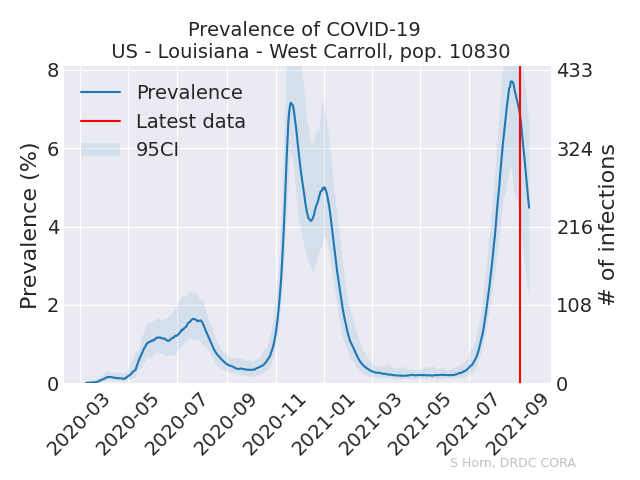 Prevalence of COVID-19
US - Louisiana - West Carroll, pop. 10830
Prevalence
Latest data
95CI
Prevalence (%)
8
6
4
2
0
433
324
216
108
0
# of infections
2020-03
2020-05
2020-07
2020-09
2020-11
2021-01
2021-03
2021-05
2021-07
2021-09
S Horn, DRDC CORA